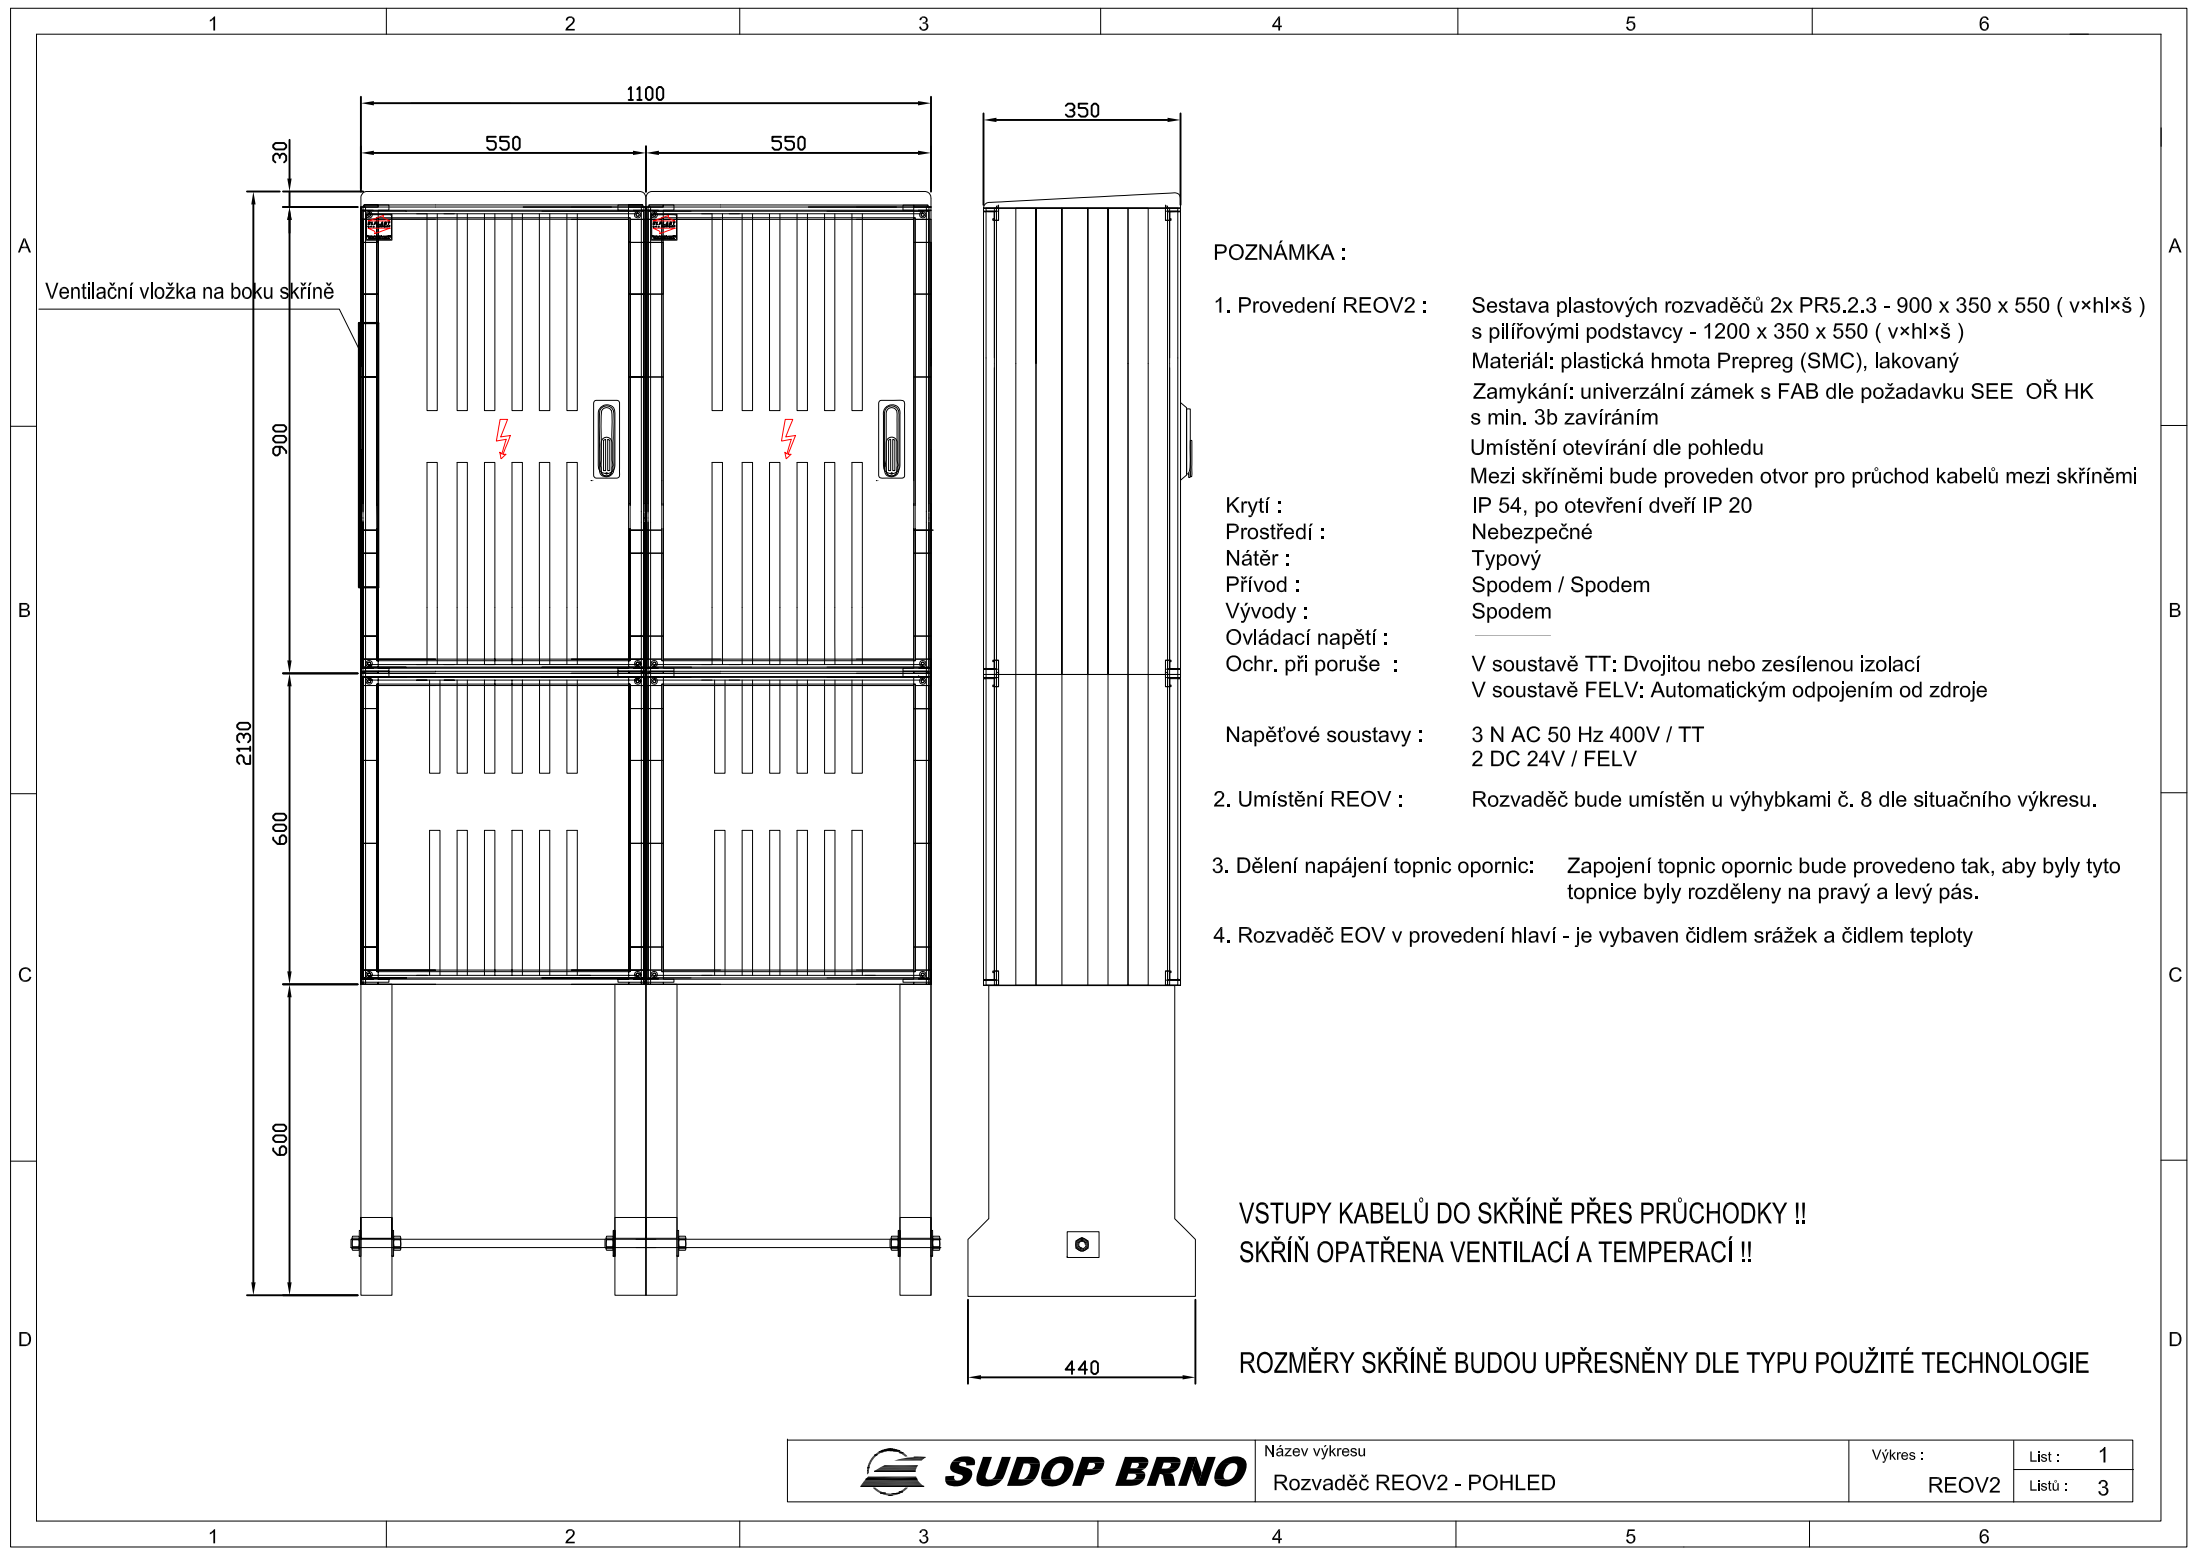 1 2 3 4 5 6
1100
350
550 550
30
A A
Ventilační vložka na boku skříně
900
2130
600
600
440
B B
C C
D D
POZNÁMKA :
1. Provedení REOV2 : Sestava plastových rozvaděčů 2x PR5.2.3 - 900 x 350 x 550 ( v×hl×š )
s pilířovými podstavcy - 1200 x 350 x 550 ( v×hl×š )
Materiál: plastická hmota Prepreg (SMC), lakovaný
Zamykání: univerzální zámek s FAB dle požadavku SEE OŘ HK
s min. 3b zavíráním
Umístění otevírání dle pohledu
Mezi skříněmi bude proveden otvor pro průchod kabelů mezi skříněmi
Krytí : IP 54, po otevření dveří IP 20
Prostředí : Nebezpečné
Nátěr : Typový
Přívod : Spodem / Spodem
Vývody : Spodem
Ovládací napětí :
Ochr. při poruše : V soustavě TT: Dvojitou nebo zesílenou izolací
V soustavě FELV: Automatickým odpojením od zdroje
Napěťové soustavy : 3 N AC 50 Hz 400V / TT
2 DC 24V / FELV
2. Umístění REOV : Rozvaděč bude umístěn u výhybkami č. 8 dle situačního výkresu.
3. Dělení napájení topnic opornic: Zapojení topnic opornic bude provedeno tak, aby byly tyto
topnice byly rozděleny na pravý a levý pás.
4. Rozvaděč EOV v provedení hlaví - je vybaven čidlem srážek a čidlem teploty
VSTUPY KABELŮ DO SKŘÍNĚ PŘES PRŮCHODKY !!
SKŘÍŇ OPATŘENA VENTILACÍ A TEMPERACÍ !!
ROZMĚRY SKŘÍNĚ BUDOU UPŘESNĚNY DLE TYPU POUŽITÉ TECHNOLOGIE
SUDOP BRNO
Název výkresu
Rozvaděč REOV2 - POHLED
Výkres :
REOV2
List : 1
Listů : 3
1 2 3 4 5 6